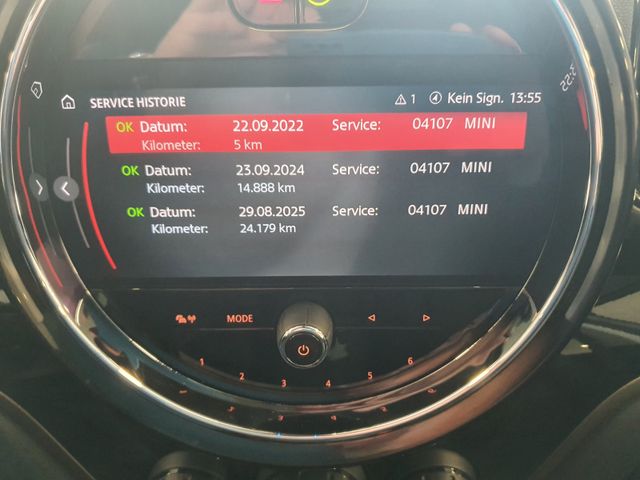 SERVICE HISTORIE 1 Kein Sign. 13:55
OK Datum: 22.09.2022 Service: 04107 MINI
Kilometer: 5 km
OK Datum: 23.09.2024 Service: 04107 MINI
Kilometer: 14.888 km
OK Datum: 29.08.2025 Service: 04107 MINI
Kilometer: 24.179 km
MODE
1 2 3 4 5 6